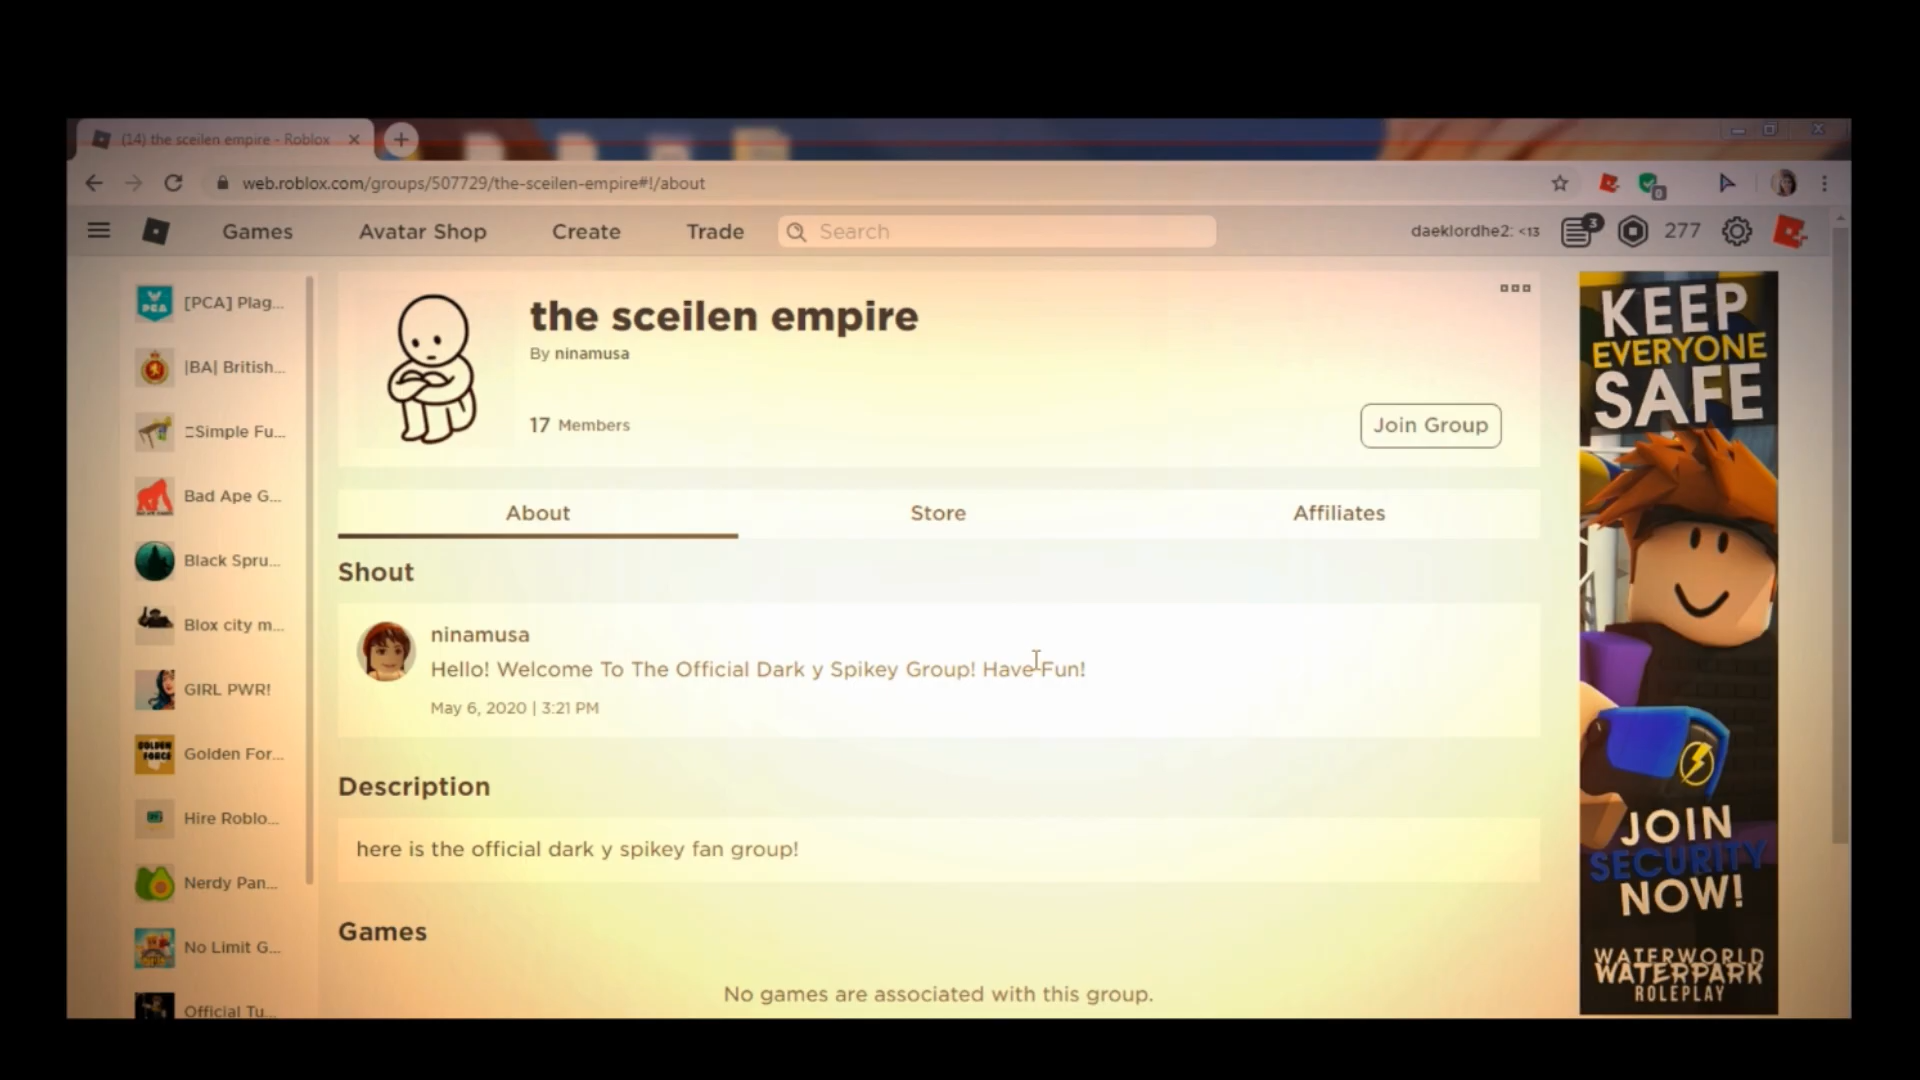 (14) the sceilen empire - Roblox
web.roblox.com/groups/507729/the-sceilen-empire#!/about
Games
Avatar Shop
Create
Trade
Search
daeklordhe2: <13
3
277
[PCA] Plag...
|BA| British...
Simple Fu...
Bad Ape G...
Black Spru...
Blox city m...
GIRL PWR!
Golden For...
Hire Roblo...
Nerdy Pan...
No Limit G...
Official Tu...
PCA
GOLDEN
FORCE
the sceilen empire
By ninamusa
17 Members
Join Group
About
Store
Affiliates
Shout
ninamusa
Hello! Welcome To The Official Dark y Spikey Group! Have Fun!
May 6, 2020 | 3:21 PM
Description
here is the official dark y spikey fan group!
Games
No games are associated with this group.
KEEP
EVERYONE
SAFE
JOIN
SECURITY
NOW!
WATERWORLD
WATERPARK
ROLEPLAY